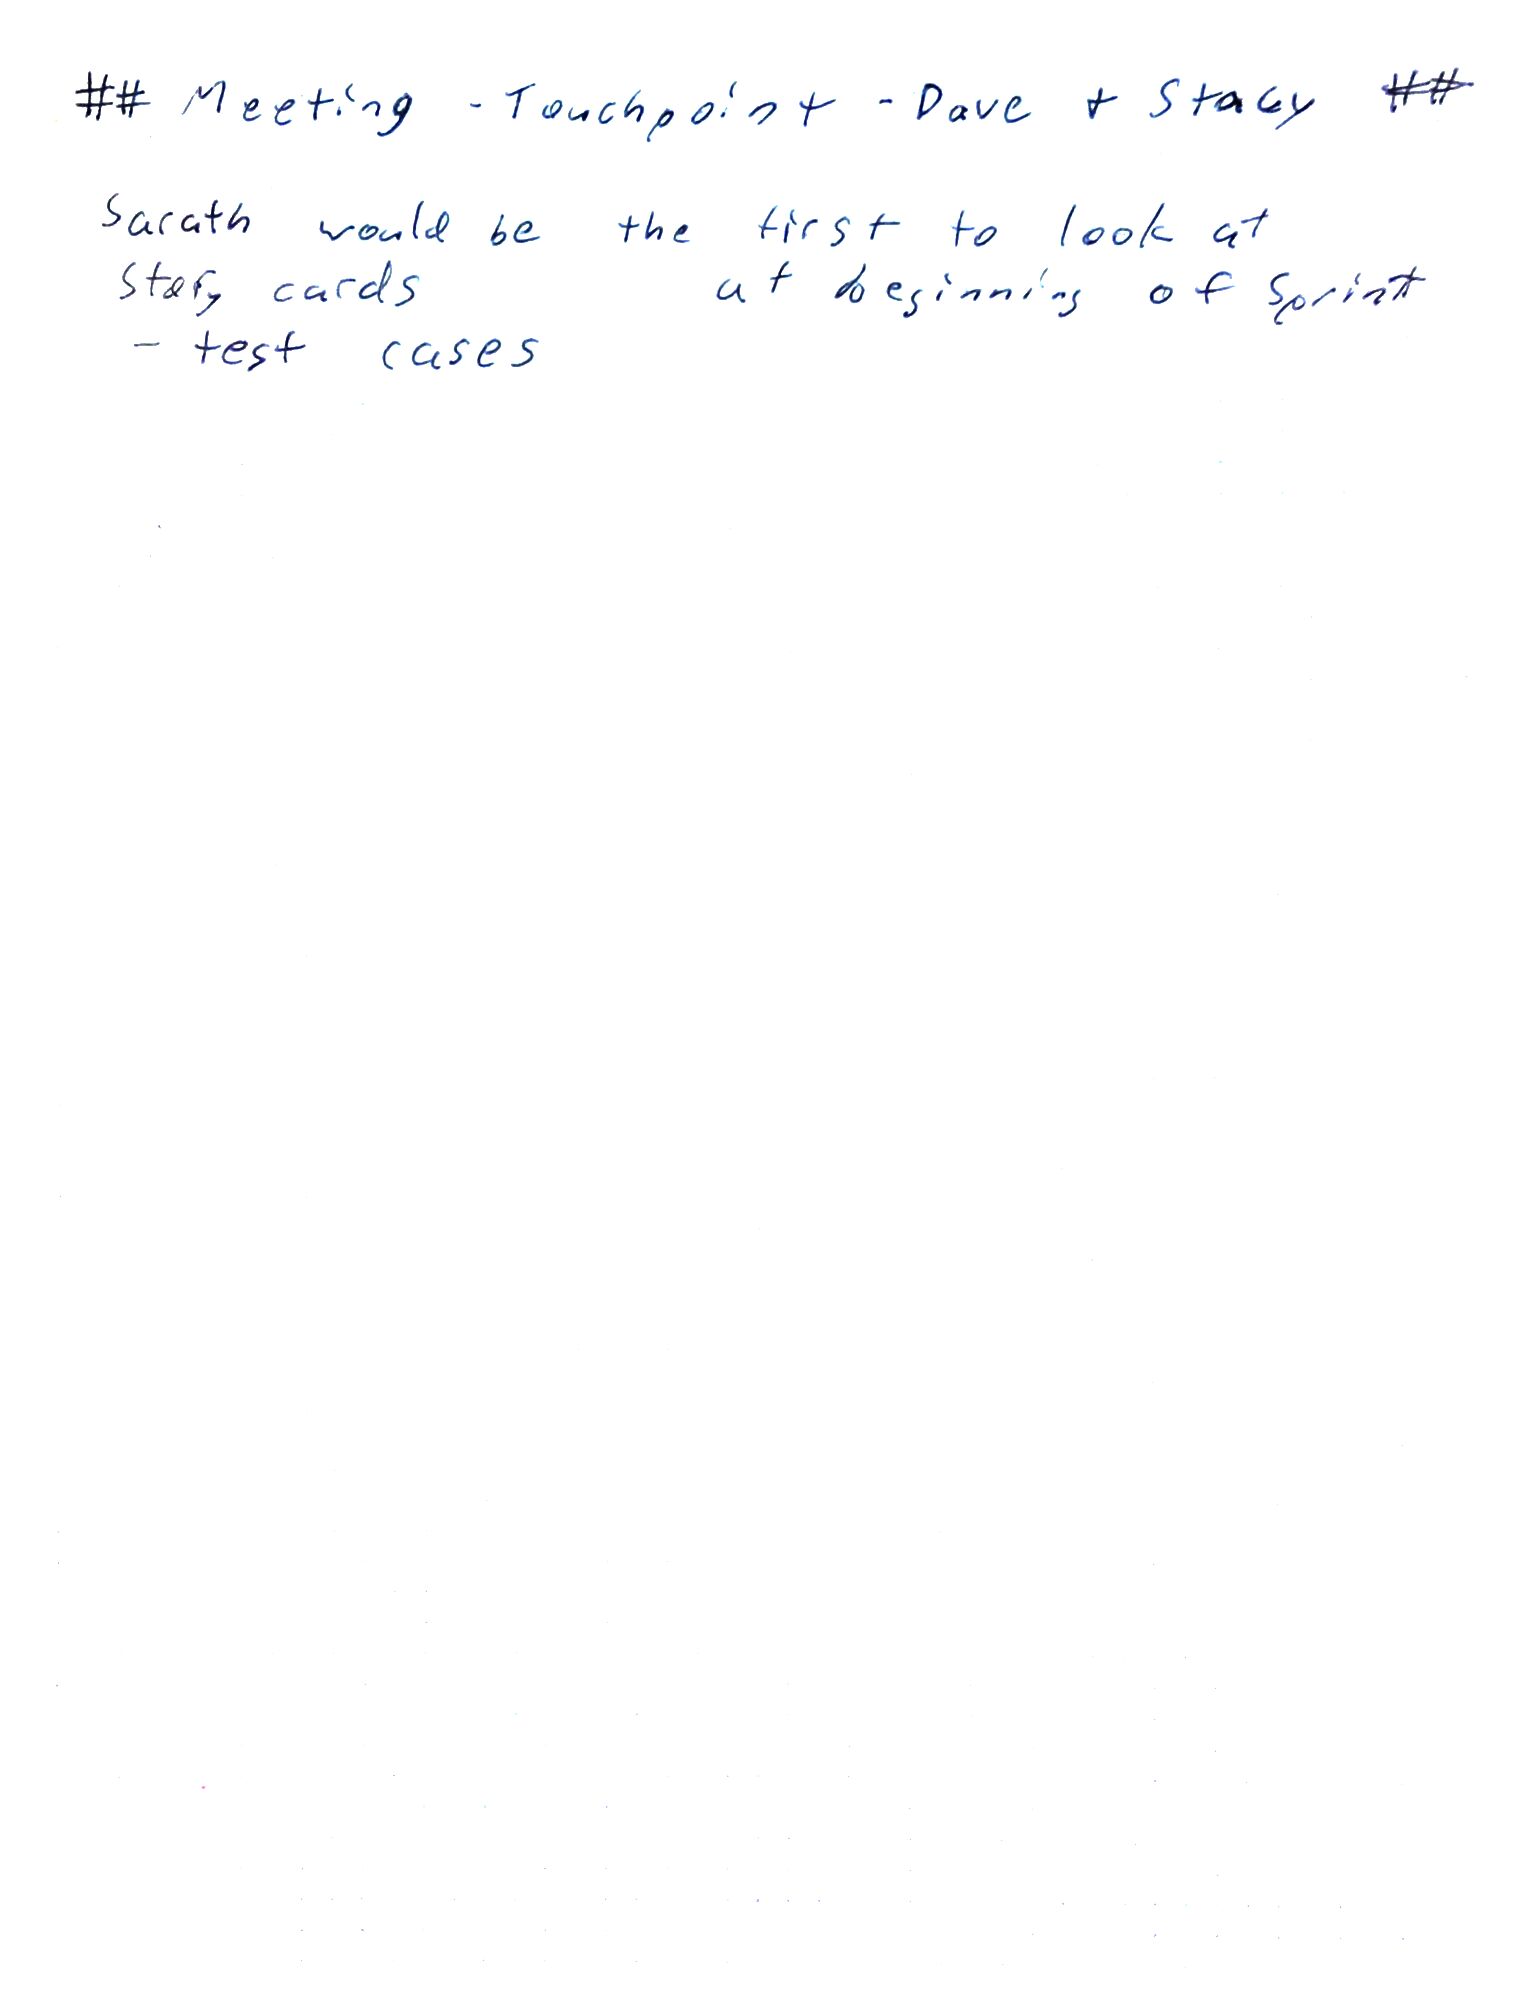 ## Meeting - Touchpoint - Dave + Stacy ##
Sarath would be the first to look at
Story cards at beginning of Sprint
- test cases